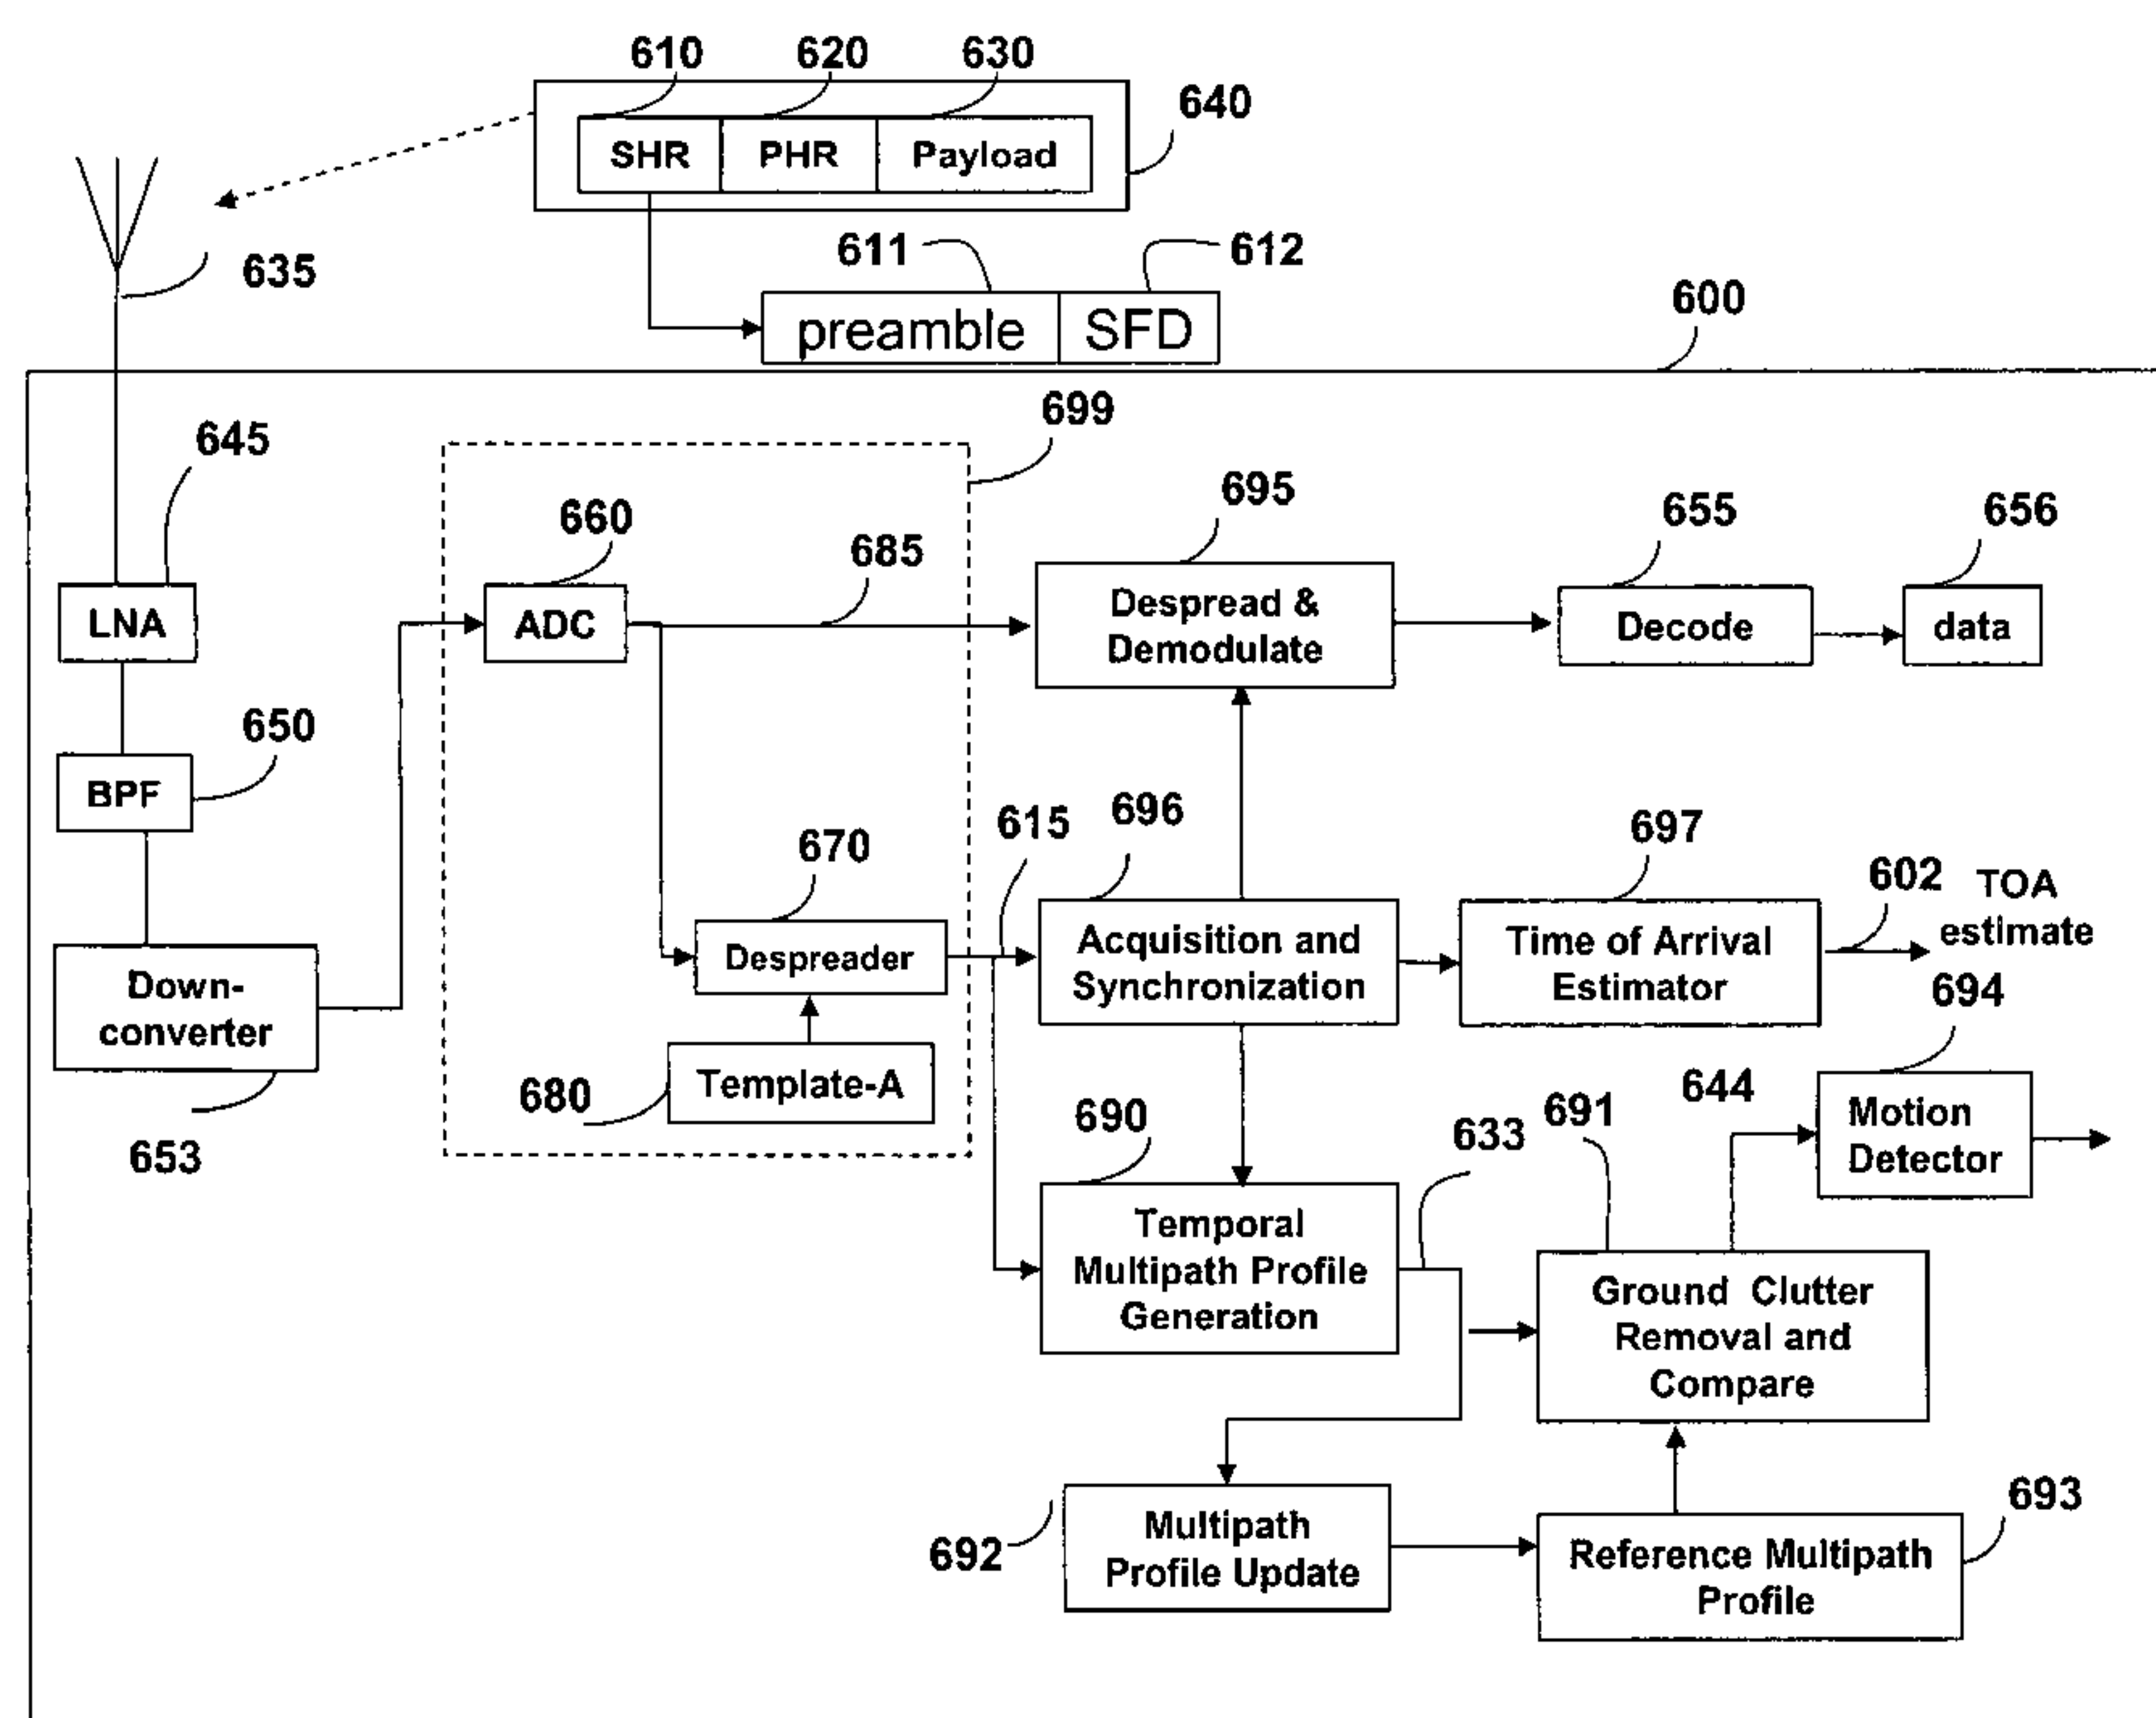 610 620 630
640
SHR PHR Payload
635
611 612
preamble SFD
600
699
645
660
685
695
655
656
LNA
ADC
Despread &
Demodulate
Decode
data
650
BPF
670
615
696
697
602
TOA
estimate
Despreader
Acquisition and
Synchronization
Time of Arrival
Estimator
Down-
converter
653
680
Template-A
694
644
Motion
Detector
690
633
691
Temporal
Multipath Profile
Generation
Ground Clutter
Removal and
Compare
692
Multipath
Profile Update
693
Reference Multipath
Profile